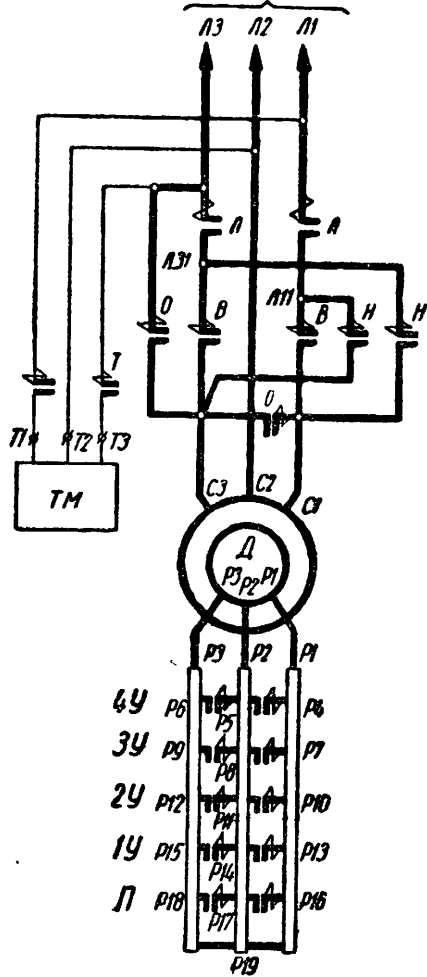 Л3 Л2 Л1
Л Л
Л31
Л11
О В В Н Н
Т
О
Т1 Т2 Т3
ТМ
С3 С2 С1
Д
Р3 Р2 Р1
Р3 Р2 Р1
4У Р6 Р5 Р4
3У Р9 Р8 Р7
2У Р12 Р11 Р10
1У Р15 Р14 Р13
П Р18 Р17 Р16
Р19